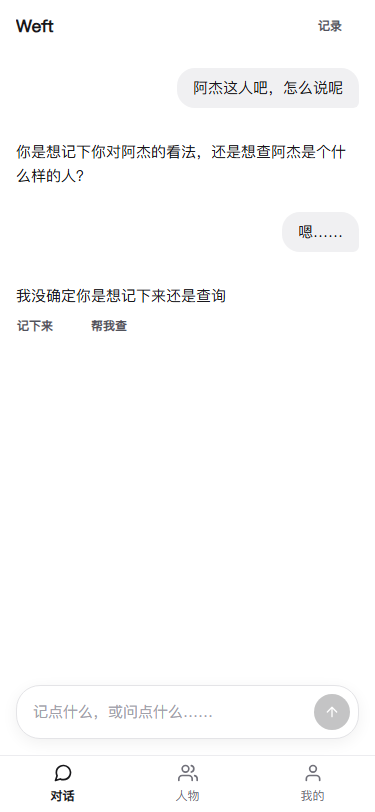 Weft
记录
阿杰这人吧，怎么说呢
你是想记下你对阿杰的看法，还是想查阿杰是个什
么样的人？
嗯……
我没确定你是想记下来还是查询
记下来 帮我查
记点什么，或问点什么……
对话 人物 我的